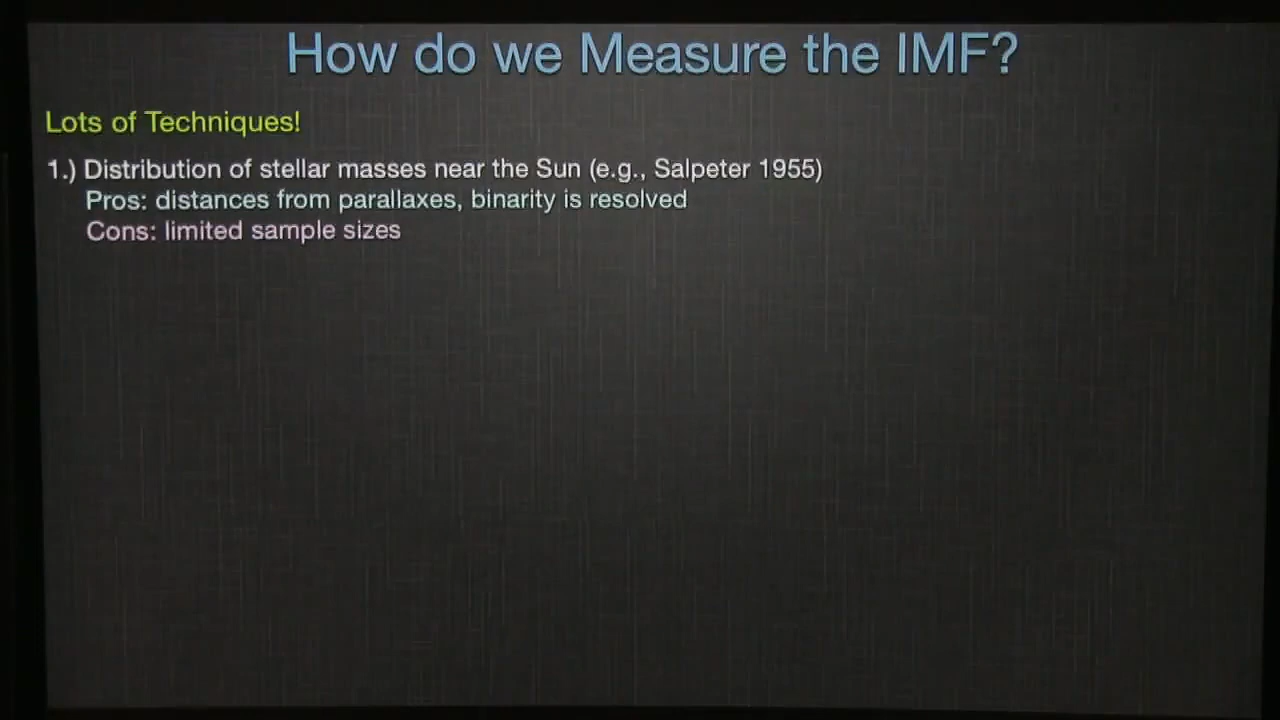 How do we Measure the IMF?
Lots of Techniques!
1.) Distribution of stellar masses near the Sun (e.g., Salpeter 1955)
Pros: distances from parallaxes, binarity is resolved
Cons: limited sample sizes